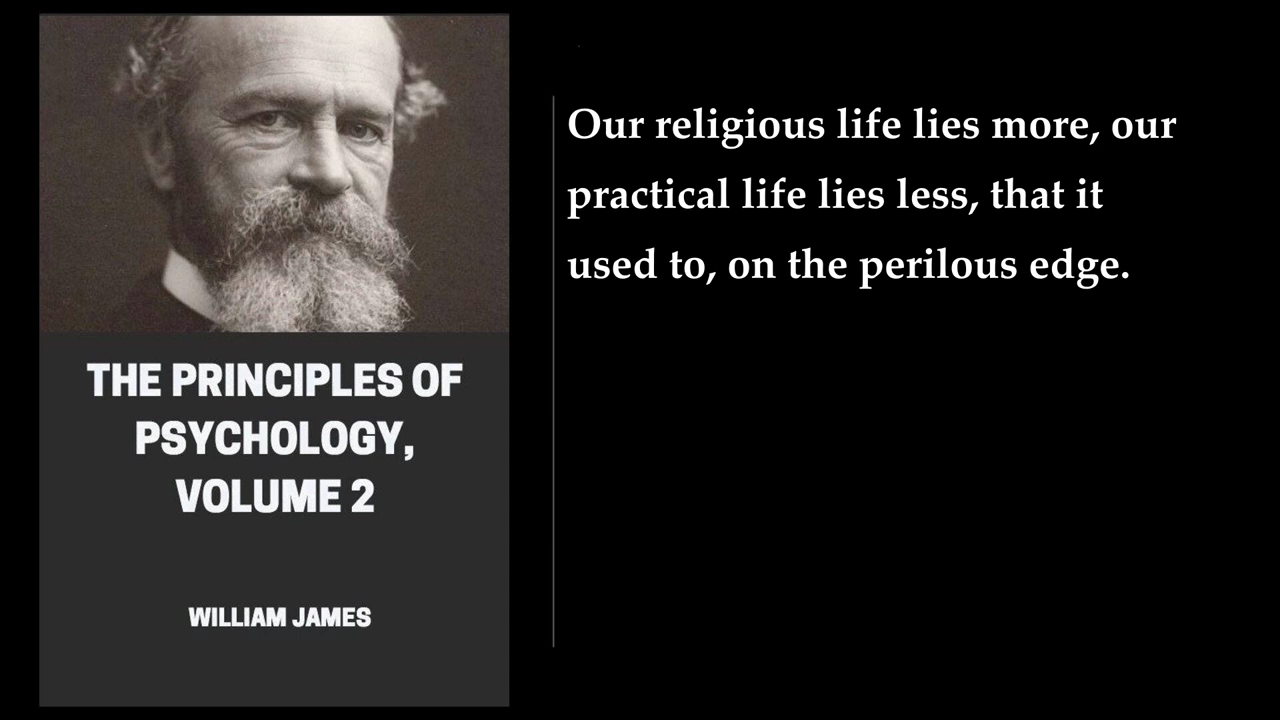 THE PRINCIPLES OF
PSYCHOLOGY,
VOLUME 2
WILLIAM JAMES
Our religious life lies more, our
practical life lies less, that it
used to, on the perilous edge.